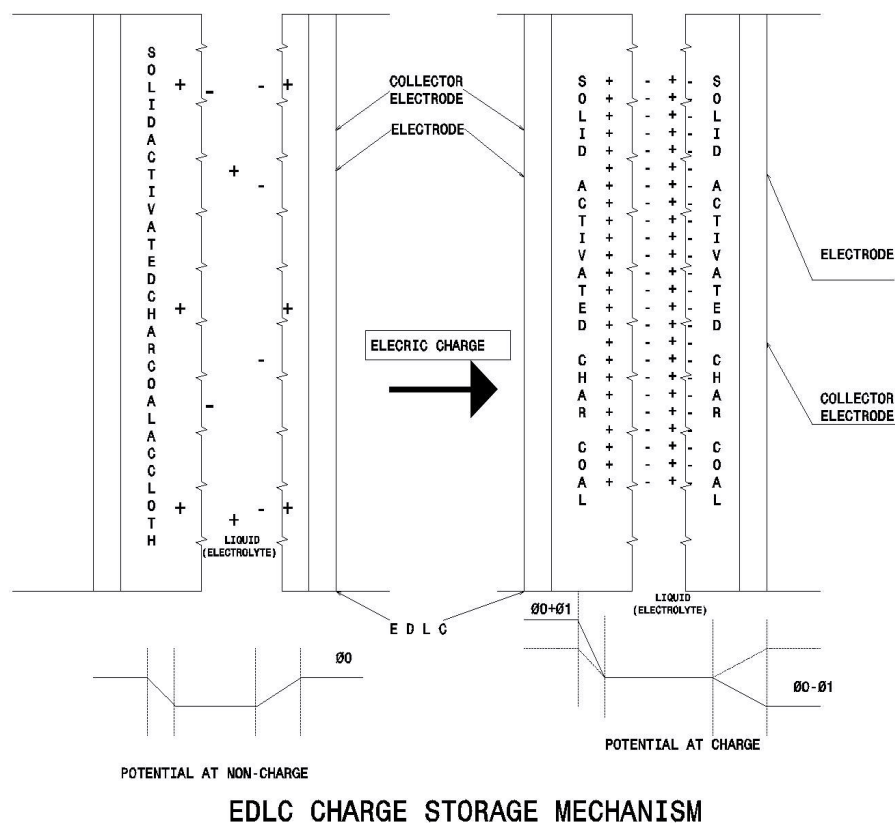 SOLIDACTIVATEDCHARCOALACCLOTH
COLLECTOR
ELECTRODE
ELECTRODE
SOLID ACTIVATED CHAR COAL
SOLID ACTIVATED CHAR COAL
ELECTRODE
ELECRIC CHARGE
COLLECTOR
ELECTRODE
LIQUID
(ELECTROLYTE)
LIQUID
(ELECTROLYTE)
E D L C
Ø0+Ø1
Ø0
Ø0-Ø1
POTENTIAL AT CHARGE
POTENTIAL AT NON-CHARGE
EDLC CHARGE STORAGE MECHANISM